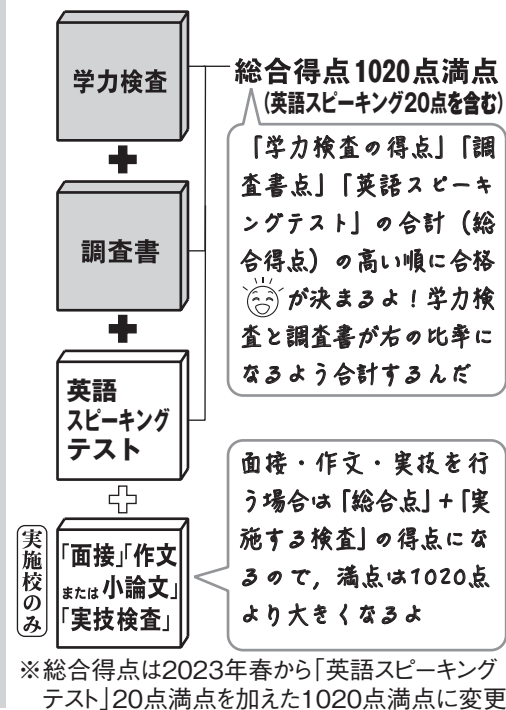 学力検査
+
調査書
+
英語
スピーキング
テスト
+
実施校のみ
「面接」「作文
または小論文」
「実技検査」
総合得点1020点満点
(英語スピーキング20点を含む)
「学力検査の得点」「調
査書点」「英語スピーキ
ングテスト」の合計（総
合得点）の高い順に合格
が決まるよ！学力検
査と調査書が右の比率に
なるよう合計するんだ
面接・作文・実技を行
う場合は「総合点」+「実
施する検査」の得点にな
るので，満点は1020点
より大きくなるよ
※総合得点は2023年春から「英語スピーキング
テスト」20点満点を加えた1020点満点に変更